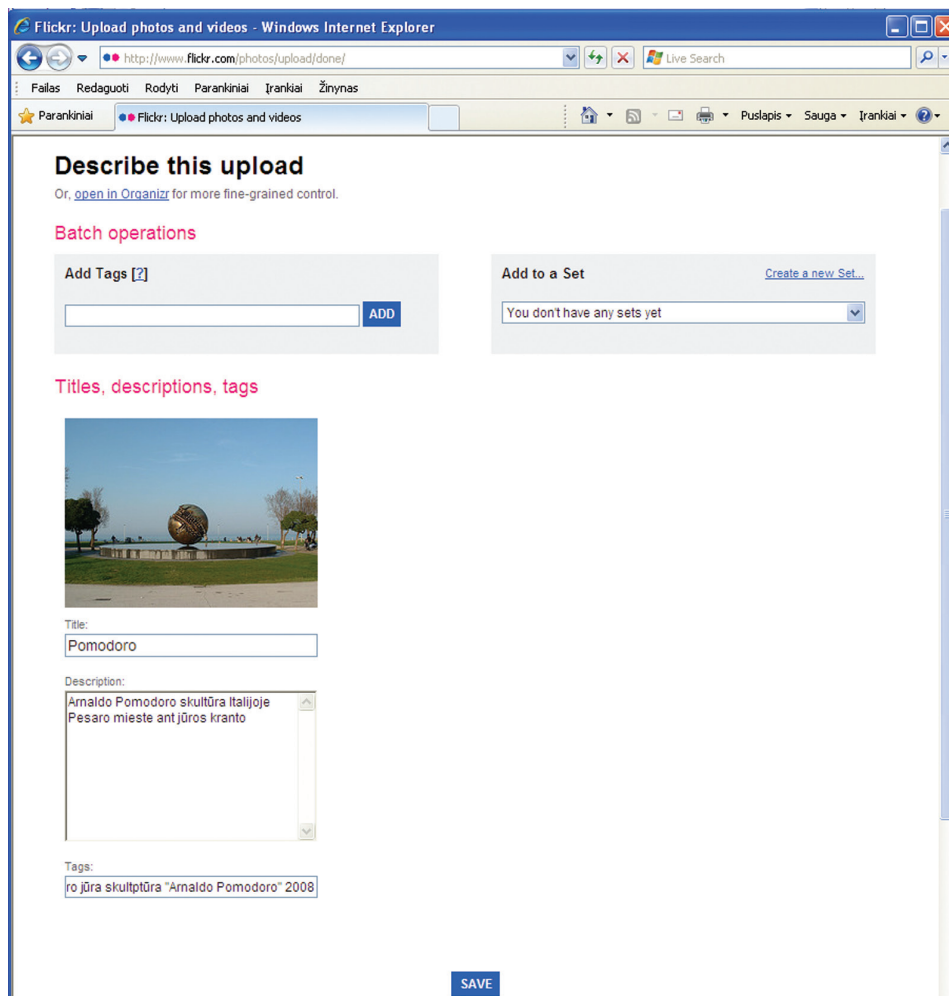 Flickr: Upload photos and videos - Windows Internet Explorer
http://www.flickr.com/photos/upload/done/
Live Search
Failas Redaguoti Rodyti Parankiniai Įrankiai Žinynas
Parankiniai
Flickr: Upload photos and videos
Puslapis Sauga Įrankiai
Describe this upload
Or, open in Organizr for more fine-grained control.
Batch operations
Add Tags [?]
ADD
Add to a Set
Create a new Set...
You don't have any sets yet
Titles, descriptions, tags
Title:
Pomodoro
Description:
Arnaldo Pomodoro skultūra Italijoje
Pesaro mieste ant jūros kranto
Tags:
ro jūra skultptūra "Arnaldo Pomodoro" 2008
SAVE